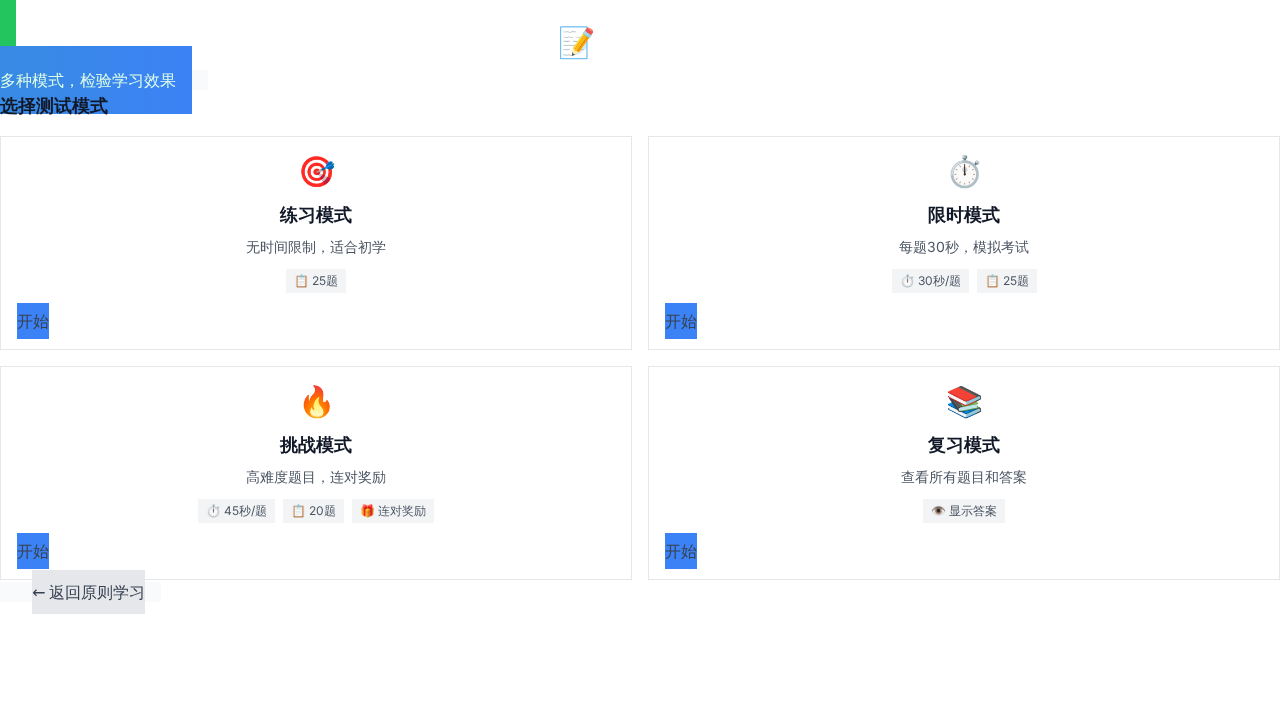 多种模式，检验学习效果
选择测试模式
练习模式
无时间限制，适合初学
25题
开始
限时模式
每题30秒，模拟考试
30秒/题 25题
开始
挑战模式
高难度题目，连对奖励
45秒/题 20题 连对奖励
开始
复习模式
查看所有题目和答案
显示答案
开始
← 返回原则学习